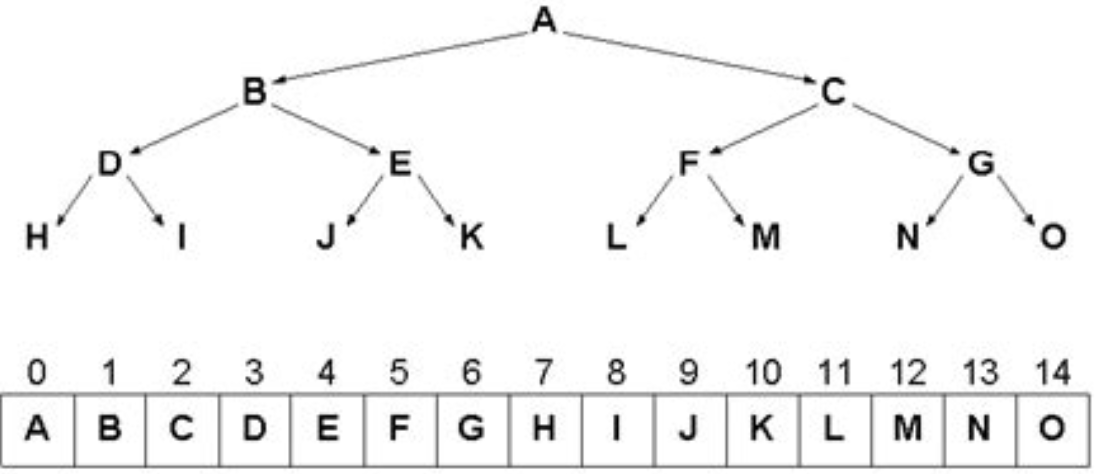 A
B C
D E F G
H I J K L M N O
0 1 2 3 4 5 6 7 8 9 10 11 12 13 14
A B C D E F G H I J K L M N O